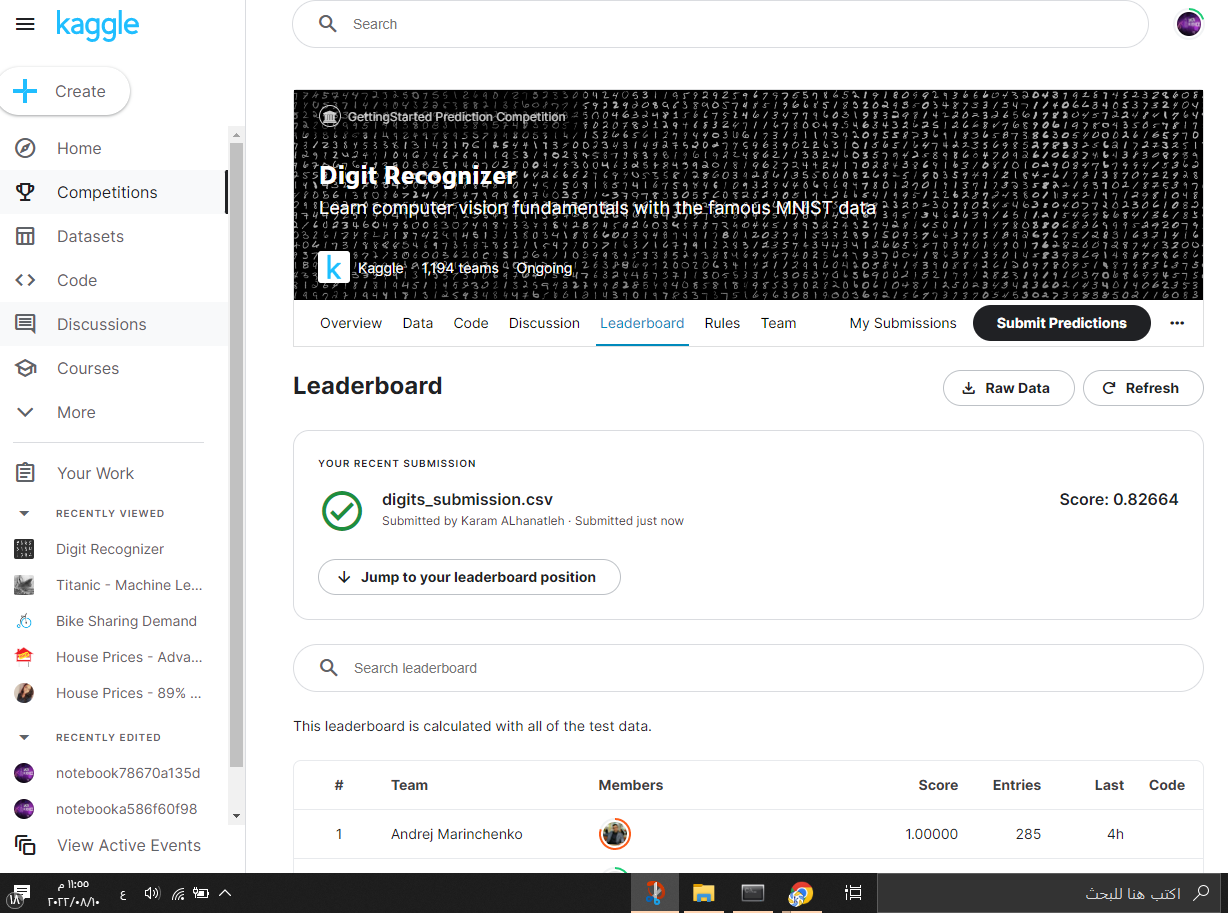 kaggle
Search
Create
Home
Competitions
Datasets
Code
Discussions
Courses
More
Your Work
RECENTLY VIEWED
Digit Recognizer
Titanic - Machine Le...
Bike Sharing Demand
House Prices - Adva...
House Prices - 89% ...
RECENTLY EDITED
notebook78670a135d
notebooka586f60f98
View Active Events
GettingStarted Prediction Competition
Digit Recognizer
Learn computer vision fundamentals with the famous MNIST data
k Kaggle · 1,194 teams · Ongoing
Overview Data Code Discussion Leaderboard Rules Team My Submissions Submit Predictions
Leaderboard
Raw Data Refresh
YOUR RECENT SUBMISSION
digits_submission.csv
Score: 0.82664
Submitted by Karam ALhanatleh · Submitted just now
Jump to your leaderboard position
Search leaderboard
This leaderboard is calculated with all of the test data.
# Team Members Score Entries Last Code
1 Andrej Marinchenko 1.00000 285 4h
اكتب هنا للبحث
ع
١١:٥٥ م
٢٠٢٢/٠٨/١٠
١٨